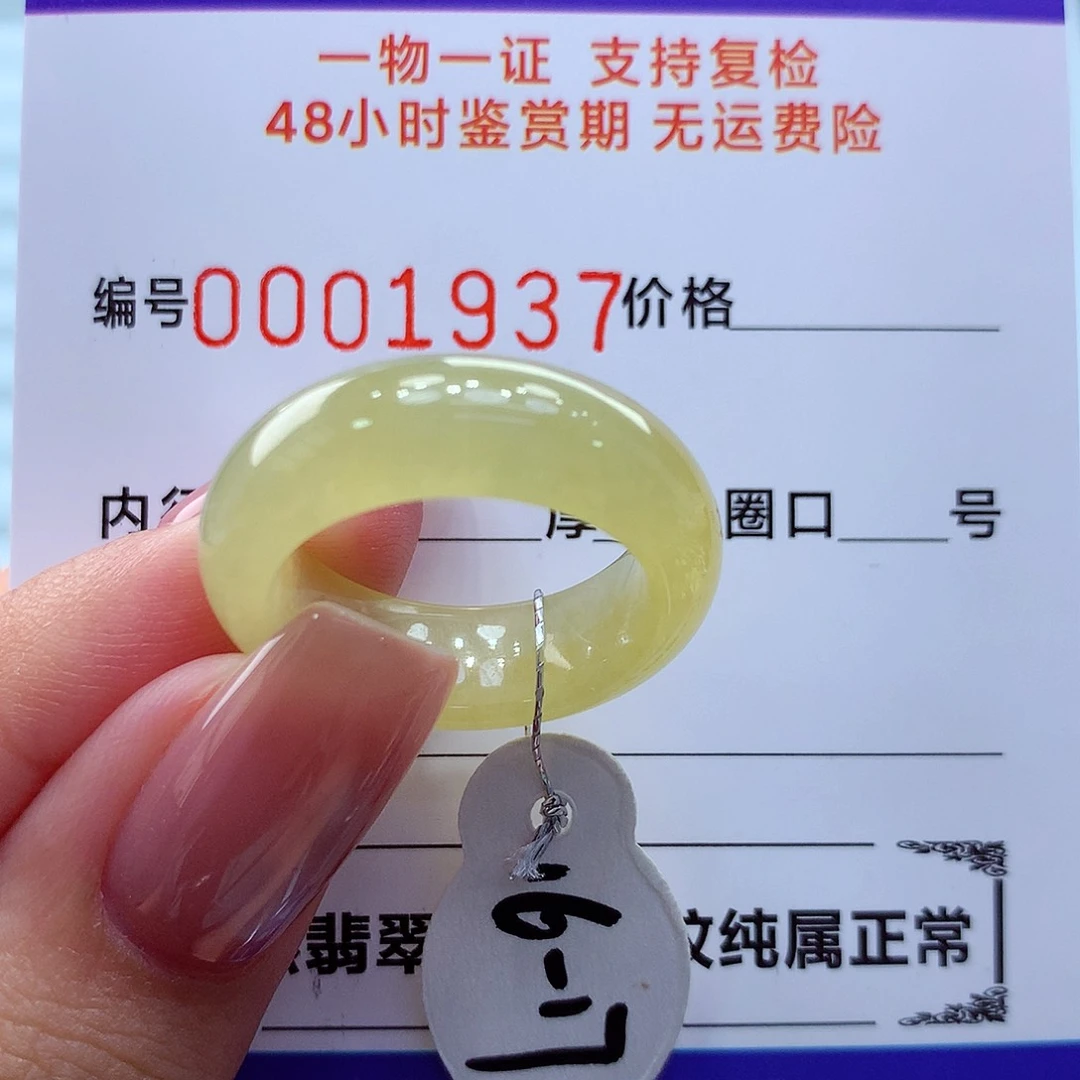 一物一证 支持复检
48小时鉴赏期 无运费险
编号0001937价格
内径 厚 圈口 号
翡翠 纹纯属正常